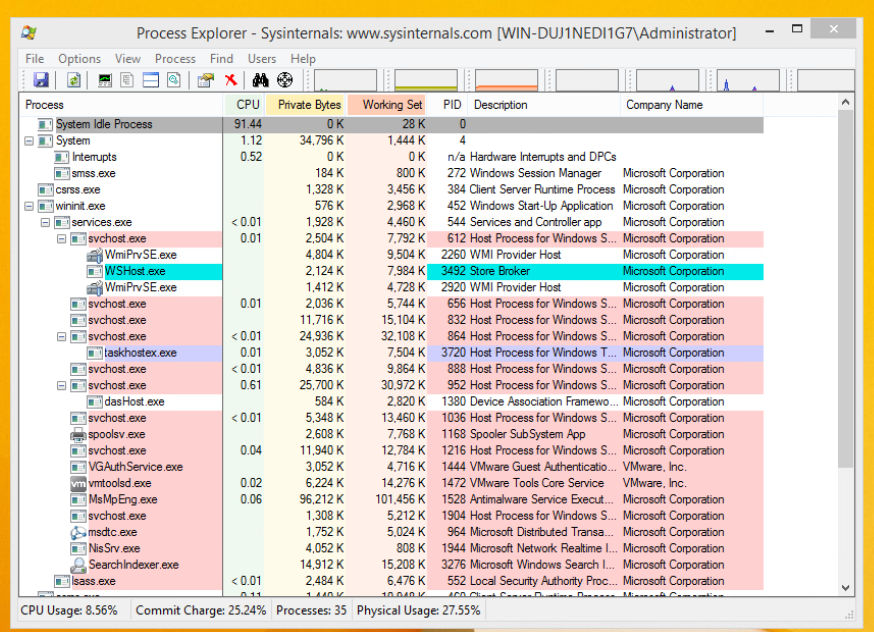 Process Explorer - Sysinternals: www.sysinternals.com [WIN-DUJ1NEDI1G7\Administrator]
File Options View Process Find Users Help
Process CPU Private Bytes Working Set PID Description Company Name
System Idle Process 91.44 0 K 28 K 0
System 1.12 34,796 K 1,444 K 4
Interrupts 0.52 0 K 0 K n/a Hardware Interrupts and DPCs
smss.exe 184 K 800 K 272 Windows Session Manager Microsoft Corporation
csrss.exe 1,328 K 3,456 K 384 Client Server Runtime Process Microsoft Corporation
wininit.exe 576 K 2,968 K 452 Windows Start-Up Application Microsoft Corporation
services.exe < 0.01 1,928 K 4,460 K 544 Services and Controller app Microsoft Corporation
svchost.exe 0.01 2,504 K 7,792 K 612 Host Process for Windows S... Microsoft Corporation
WmiPrvSE.exe 4,804 K 9,504 K 2260 WMI Provider Host Microsoft Corporation
WSHost.exe 2,124 K 7,984 K 3492 Store Broker Microsoft Corporation
WmiPrvSE.exe 1,412 K 4,728 K 2920 WMI Provider Host Microsoft Corporation
svchost.exe 0.01 2,036 K 5,744 K 656 Host Process for Windows S... Microsoft Corporation
svchost.exe 11,716 K 15,104 K 832 Host Process for Windows S... Microsoft Corporation
svchost.exe < 0.01 24,936 K 32,108 K 864 Host Process for Windows S... Microsoft Corporation
taskhostex.exe 0.01 3,052 K 7,504 K 3720 Host Process for Windows T... Microsoft Corporation
svchost.exe < 0.01 4,836 K 9,864 K 888 Host Process for Windows S... Microsoft Corporation
svchost.exe 0.61 25,700 K 30,972 K 952 Host Process for Windows S... Microsoft Corporation
dasHost.exe 584 K 2,820 K 1380 Device Association Framewo... Microsoft Corporation
svchost.exe < 0.01 5,348 K 13,460 K 1036 Host Process for Windows S... Microsoft Corporation
spoolsv.exe 2,608 K 7,768 K 1168 Spooler SubSystem App Microsoft Corporation
svchost.exe 0.04 11,940 K 12,784 K 1216 Host Process for Windows S... Microsoft Corporation
VGAuthService.exe 3,052 K 4,716 K 1444 VMware Guest Authenticatio... VMware, Inc.
vm vmtoolsd.exe 0.02 6,224 K 14,276 K 1472 VMware Tools Core Service VMware, Inc.
MsMpEng.exe 0.06 96,212 K 101,456 K 1528 Antimalware Service Execut... Microsoft Corporation
svchost.exe 1,308 K 5,212 K 1904 Host Process for Windows S... Microsoft Corporation
msdtc.exe 1,752 K 5,024 K 964 Microsoft Distributed Transa... Microsoft Corporation
NisSrv.exe 4,052 K 808 K 1944 Microsoft Network Realtime I... Microsoft Corporation
SearchIndexer.exe 14,912 K 15,208 K 3276 Microsoft Windows Search I... Microsoft Corporation
lsass.exe < 0.01 2,484 K 6,476 K 552 Local Security Authority Proc... Microsoft Corporation
CPU Usage: 8.56% Commit Charge: 25.24% Processes: 35 Physical Usage: 27.55%